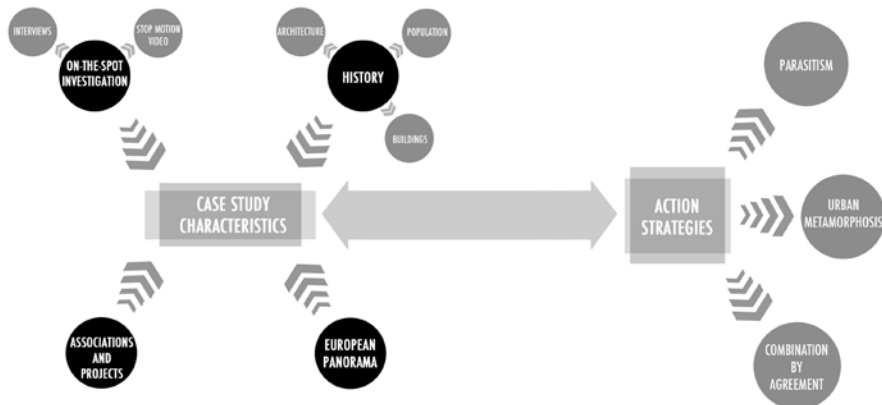 INTERVIEWS
STOP MOTION
VIDEO
ON-THE-SPOT
INVESTIGATION
ARCHITECTURE
POPULATION
HISTORY
BUILDINGS
PARASITISM
CASE STUDY
CHARACTERISTICS
ACTION
STRATEGIES
URBAN
METAMORPHOSIS
ASSOCIATIONS
AND
PROJECTS
EUROPEAN
PANORAMA
COMBINATION
BY
AGREEMENT